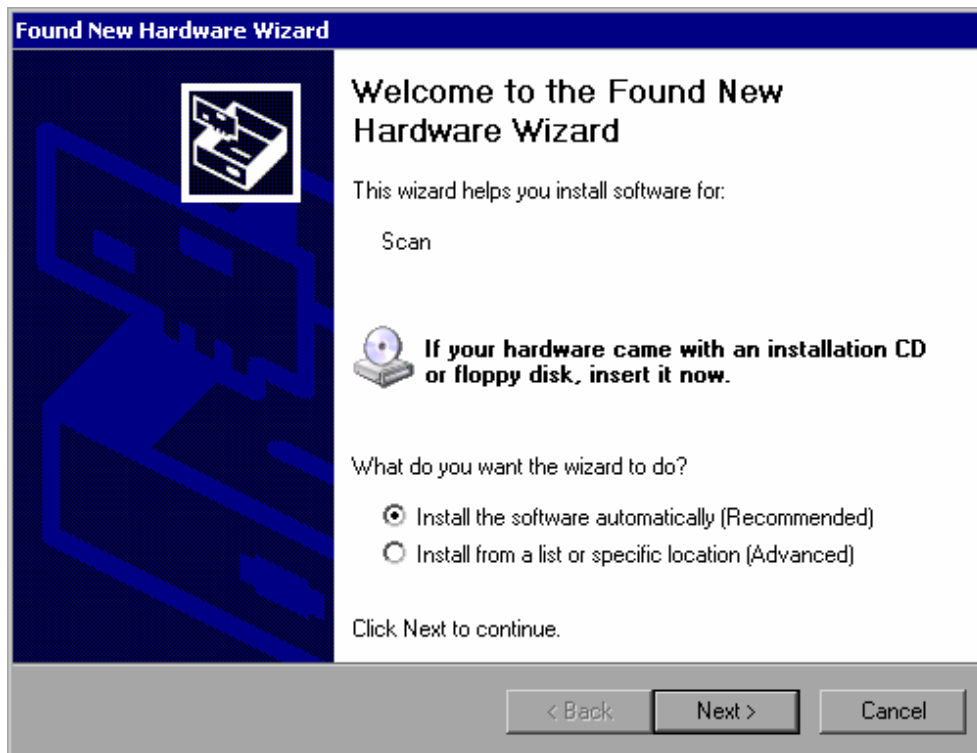 Found New Hardware Wizard
Welcome to the Found New
Hardware Wizard
This wizard helps you install software for:
Scan
If your hardware came with an installation CD
or floppy disk, insert it now.
What do you want the wizard to do?
Install the software automatically (Recommended)
Install from a list or specific location (Advanced)
Click Next to continue.
< Back
Next >
Cancel